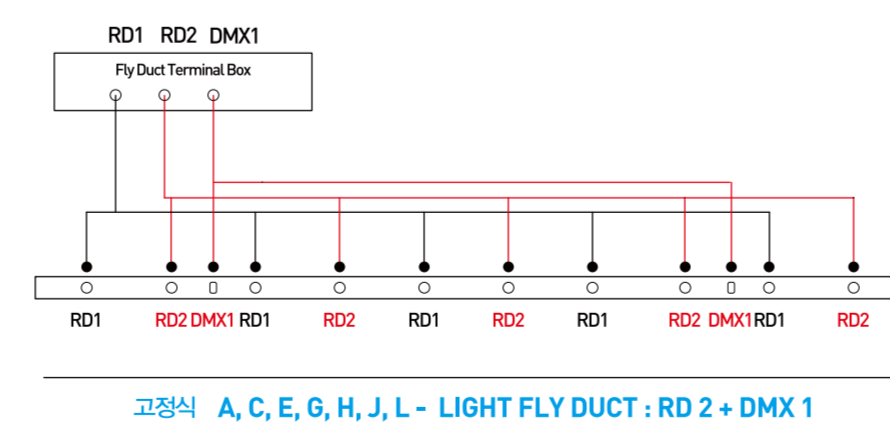 RD1 RD2 DMX1
Fly Duct Terminal Box
RD1 RD2 DMX1 RD1 RD2 RD1 RD2 RD1 RD2 DMX1 RD1 RD2
고정식 A, C, E, G, H, J, L - LIGHT FLY DUCT : RD 2 + DMX 1